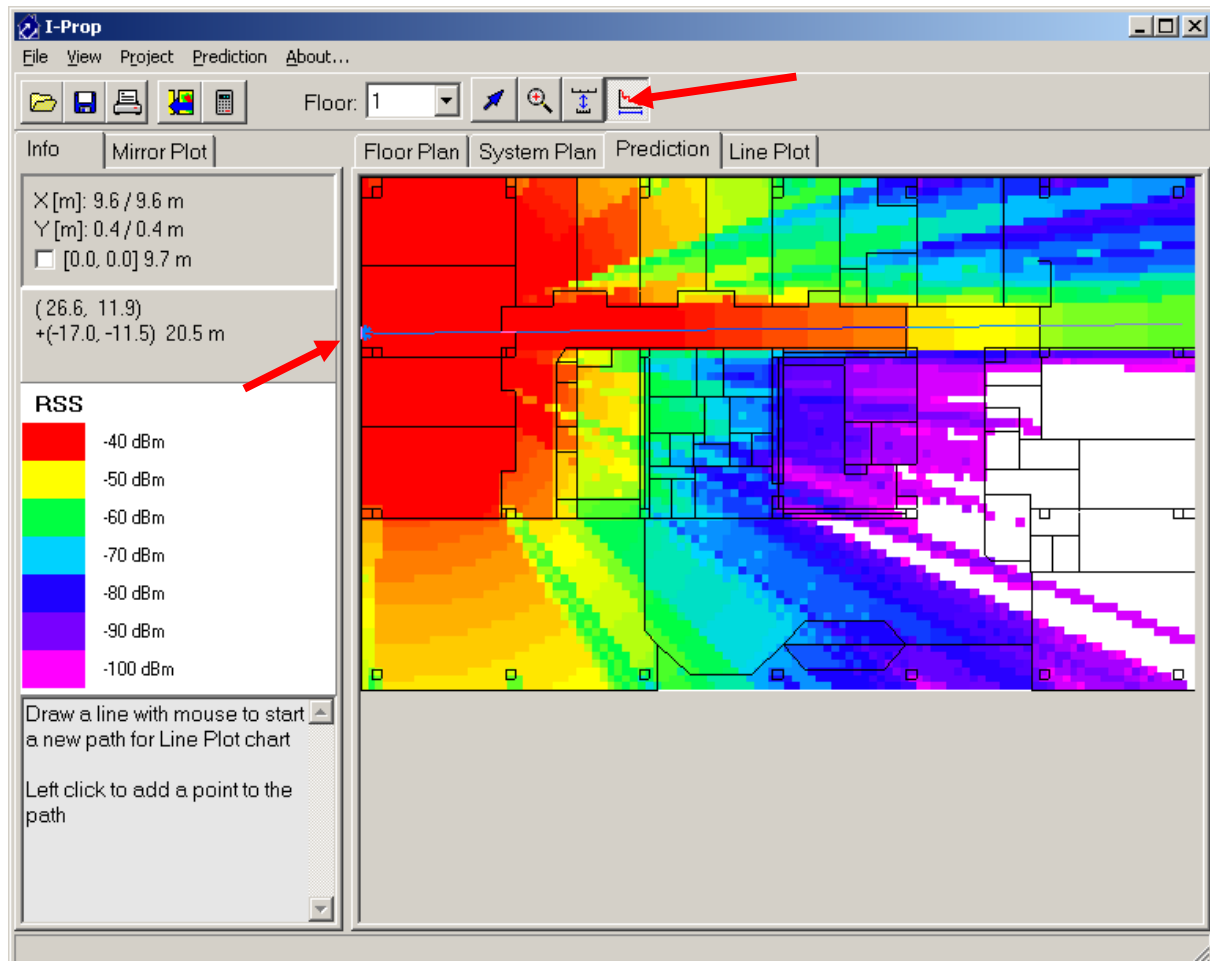 I-Prop
File View Project Prediction About...
Floor: 1
Info Mirror Plot
Floor Plan System Plan Prediction Line Plot
X [m]: 9.6 / 9.6 m
Y [m]: 0.4 / 0.4 m
[0.0, 0.0] 9.7 m
( 26.6, 11.9)
+(-17.0, -11.5) 20.5 m
RSS
-40 dBm
-50 dBm
-60 dBm
-70 dBm
-80 dBm
-90 dBm
-100 dBm
Draw a line with mouse to start
a new path for Line Plot chart
Left click to add a point to the
path